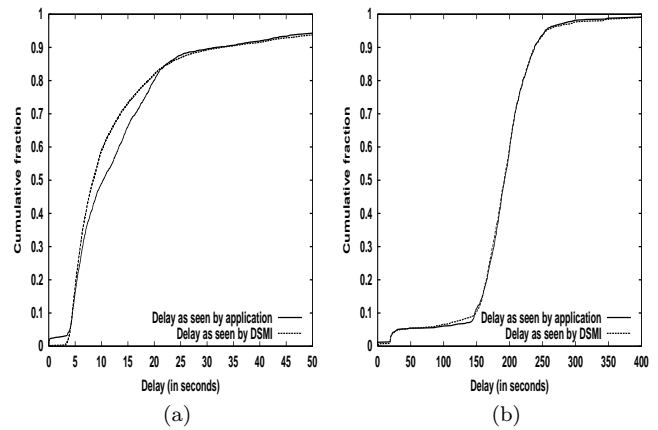 1
0.9
0.8
0.7
0.6
0.5
0.4
0.3
0.2
0.1
0
Cumulative fraction
Delay as seen by application
Delay as seen by DSMI
0 5 10 15 20 25 30 35 40 45 50
Delay (in seconds)
(a)
1
0.9
0.8
0.7
0.6
0.5
0.4
0.3
0.2
0.1
0
Cumulative fraction
Delay as seen by application
Delay as seen by DSMI
0 50 100 150 200 250 300 350 400
Delay (in seconds)
(b)